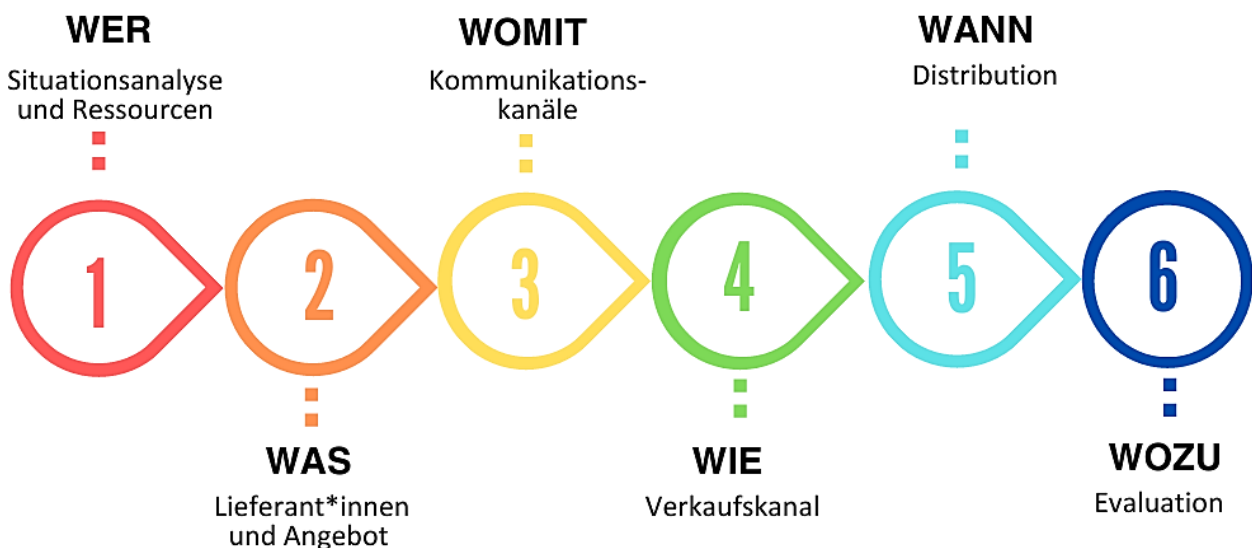 WER
Situationsanalyse
und Ressourcen
WOMIT
Kommunikations-
kanäle
WANN
Distribution
1
2
3
4
5
6
WAS
Lieferant*innen
und Angebot
WIE
Verkaufskanal
WOZU
Evaluation